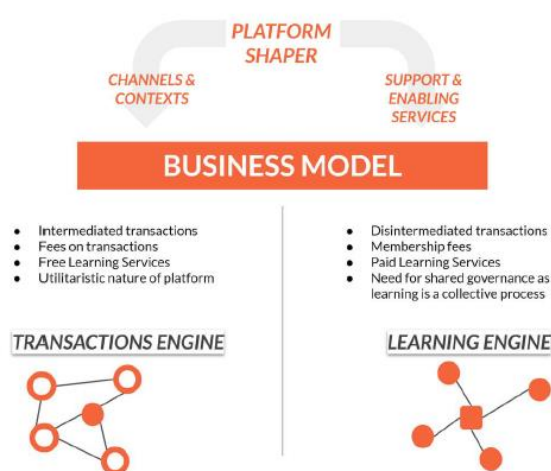 PLATFORM
SHAPER
CHANNELS &
CONTEXTS
SUPPORT &
ENABLING
SERVICES
BUSINESS MODEL
● Intermediated transactions
● Fees on transactions
● Free Learning Services
● Utilitaristic nature of platform
● Disintermediated transactions
● Membership fees
● Paid Learning Services
● Need for shared governance as
learning is a collective process
TRANSACTIONS ENGINE
LEARNING ENGINE